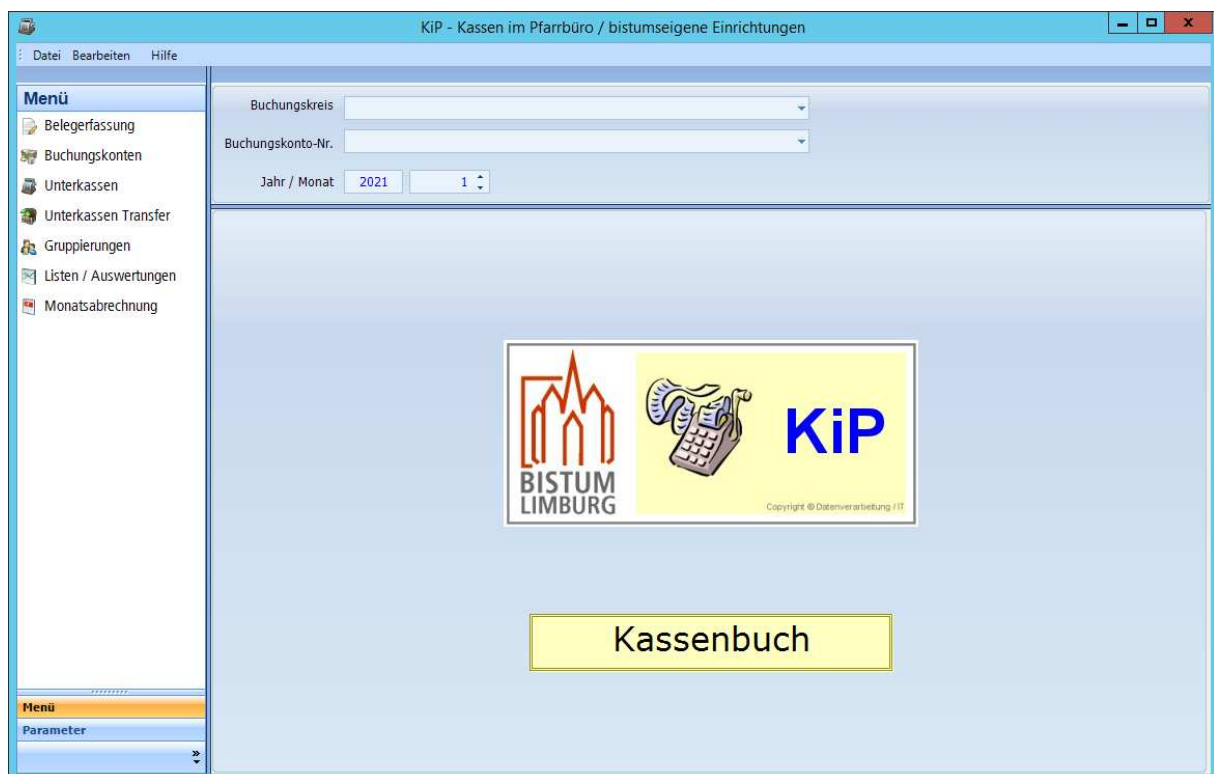 KiP - Kassen im Pfarrbüro / bistumseigene Einrichtungen
Datei Bearbeiten Hilfe
Menü
Belegerfassung
Buchungskonten
Unterkassen
Unterkassen Transfer
Gruppierungen
Listen / Auswertungen
Monatsabrechnung
Buchungskreis
Buchungskonto-Nr.
Jahr / Monat 2021 1
BISTUM
LIMBURG
KiP
Copyright © Datenverarbeitung / IT
Kassenbuch
Menü
Parameter